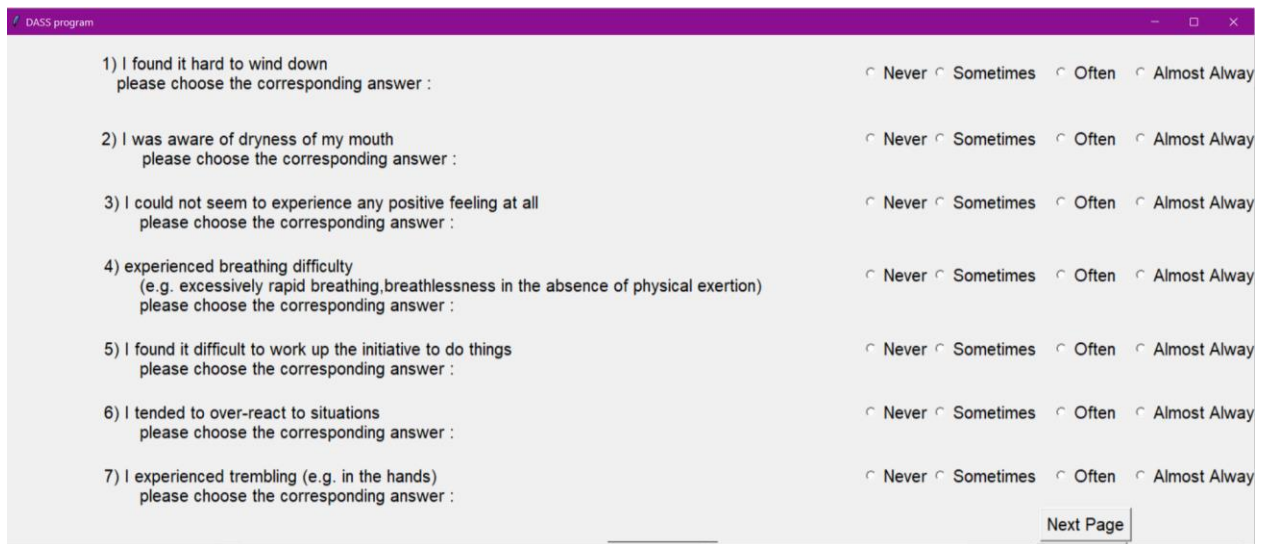 DASS program
1) I found it hard to wind down
please choose the corresponding answer :
Never Sometimes Often Almost Alway
2) I was aware of dryness of my mouth
please choose the corresponding answer :
Never Sometimes Often Almost Alway
3) I could not seem to experience any positive feeling at all
please choose the corresponding answer :
Never Sometimes Often Almost Alway
4) experienced breathing difficulty
(e.g. excessively rapid breathing,breathlessness in the absence of physical exertion)
please choose the corresponding answer :
Never Sometimes Often Almost Alway
5) I found it difficult to work up the initiative to do things
please choose the corresponding answer :
Never Sometimes Often Almost Alway
6) I tended to over-react to situations
please choose the corresponding answer :
Never Sometimes Often Almost Alway
7) I experienced trembling (e.g. in the hands)
please choose the corresponding answer :
Never Sometimes Often Almost Alway
Next Page